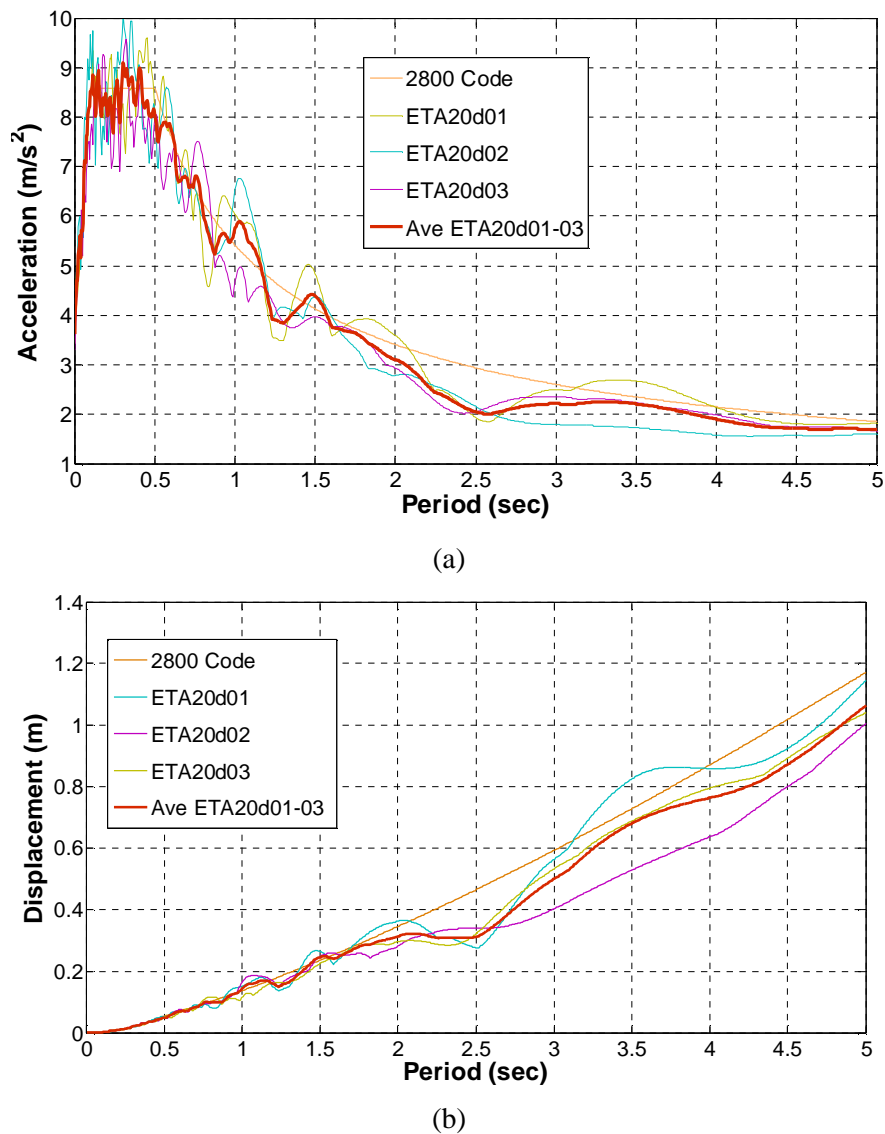 10
9
8
7
6
5
4
3
2
1
Acceleration (m/s²)
2800 Code
ETA20d01
ETA20d02
ETA20d03
Ave ETA20d01-03
0 0.5 1 1.5 2 2.5 3 3.5 4 4.5 5
Period (sec)
(a)
1.4
1.2
1
0.8
0.6
0.4
0.2
0
Displacement (m)
2800 Code
ETA20d01
ETA20d02
ETA20d03
Ave ETA20d01-03
0 0.5 1 1.5 2 2.5 3 3.5 4 4.5 5
Period (sec)
(b)